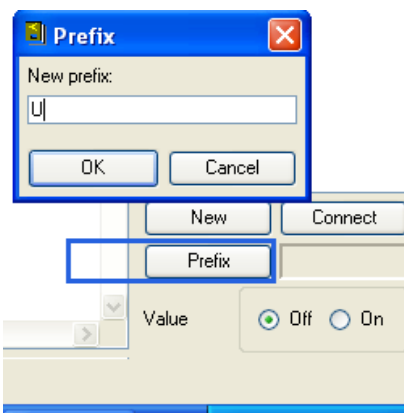 Prefix
New prefix:
U
OK Cancel
New Connect
Prefix
Value Off On